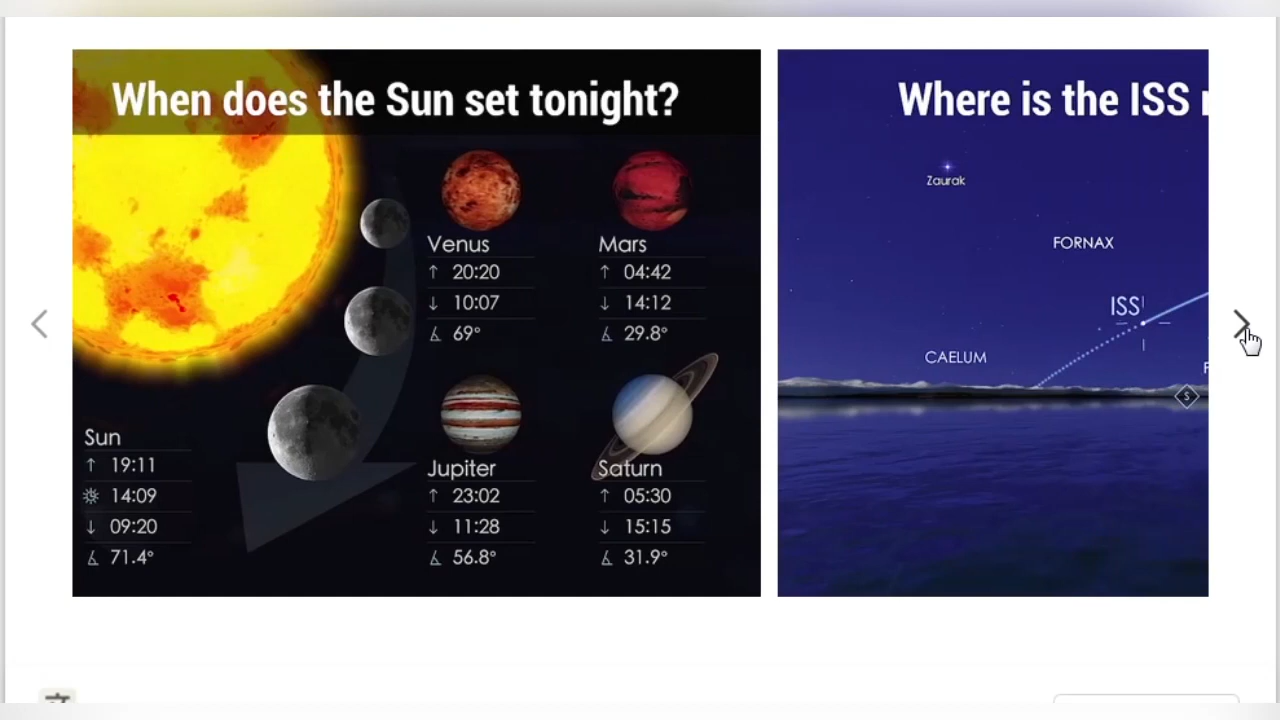 When does the Sun set tonight?
Venus
↑ 20:20
↓ 10:07
∡ 69°
Mars
↑ 04:42
↓ 14:12
∡ 29.8°
Sun
↑ 19:11
☼ 14:09
↓ 09:20
∡ 71.4°
Jupiter
↑ 23:02
↓ 11:28
∡ 56.8°
Saturn
↑ 05:30
↓ 15:15
∡ 31.9°
Where is the ISS
Zaurak
FORNAX
ISS
CAELUM
S